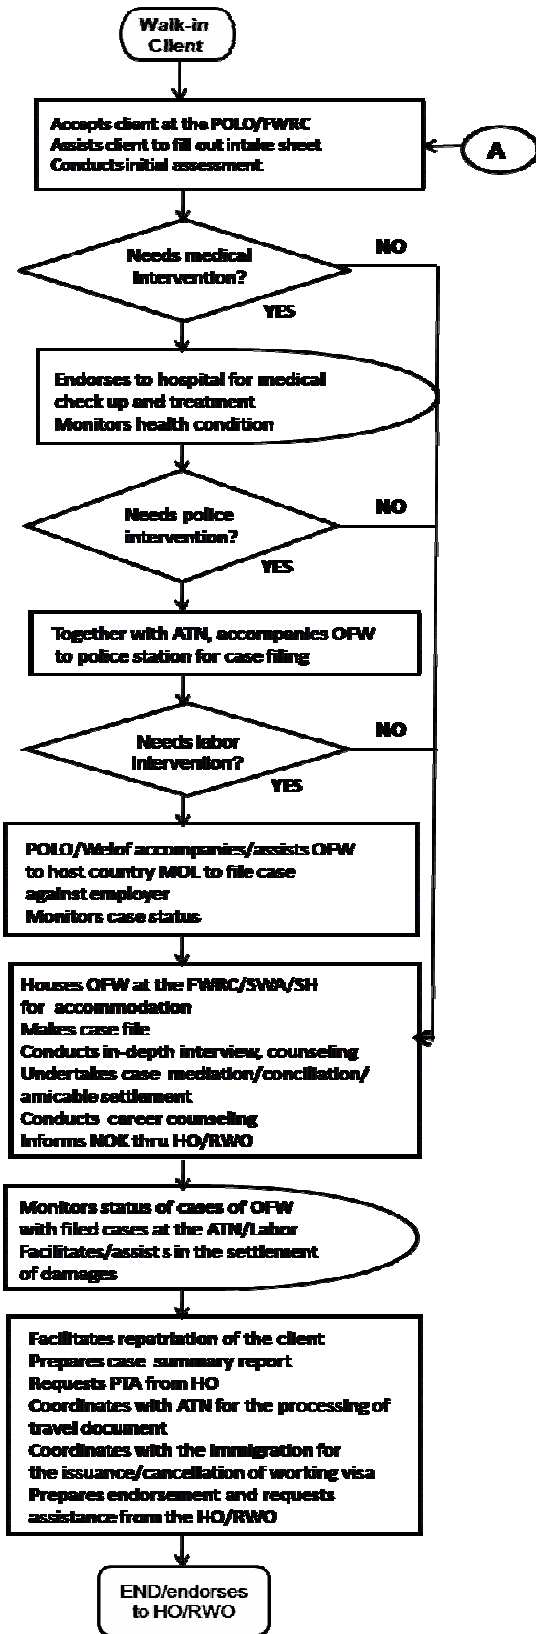 Walk-in
Client
Accepts client at the POLO/FWRC
Assists client to fill out intake sheet
Conducts initial assessment
A
Needs medical
intervention?
NO
YES
Endorses to hospital for medical
check up and treatment
Monitors health condition
Needs police
intervention?
NO
YES
Together with ATN, accompanies OFW
to police station for case filing
Needs labor
intervention?
NO
YES
POLO/Welof accompanies/assists OFW
to host country MOL to file case
against employer
Monitors case status
Houses OFW at the FWRC/SWA/SH
for accommodation
Makes case file
Conducts in-depth interview, counseling
Undertakes case mediation/conciliation/
amicable settlement
Conducts career counseling
Informs NOK thru HO/RWO
Monitors status of cases of OFW
with filed cases at the ATN/Labor
Facilitates/assists in the settlement
of damages
Facilitates repatriation of the client
Prepares case summary report
Requests PTA from HO
Coordinates with ATN for the processing of
travel document
Coordinates with the immigration for
the issuance/cancellation of working visa
Prepares endorsement and requests
assistance from the HO/RWO
END/endorses
to HO/RWO